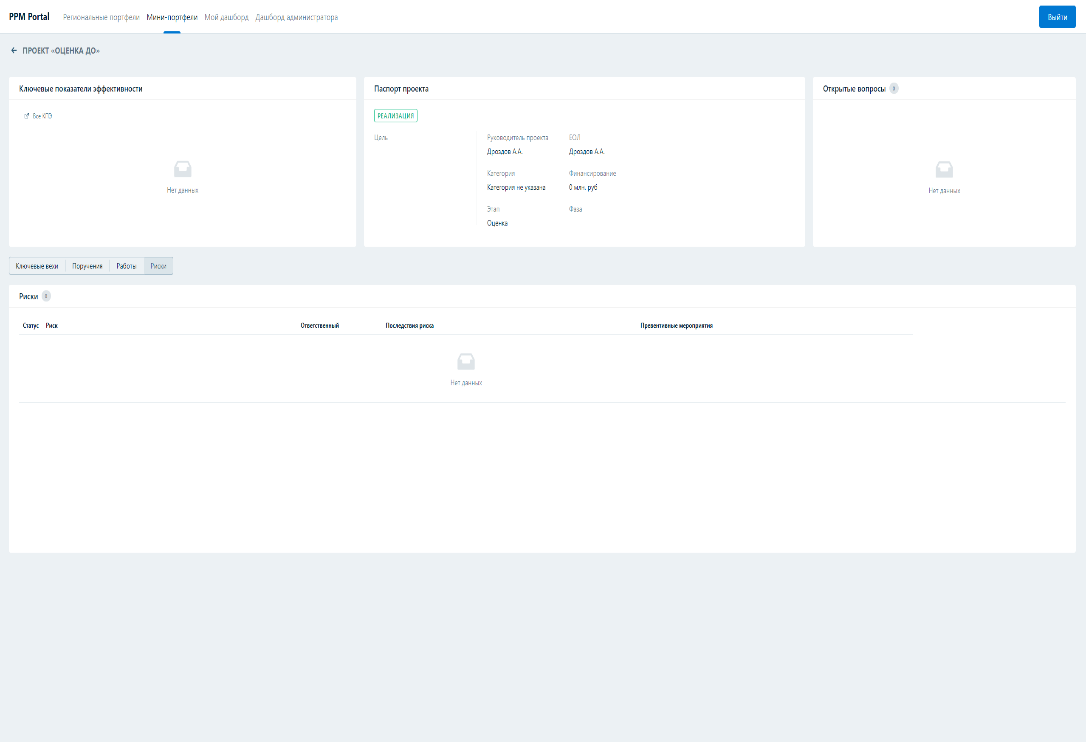 PPM Portal Региональные портфели Мини-портфели Мой дашборд Дашборд администратора Выйти
← ПРОЕКТ «ОЦЕНКА ДО»
Ключевые показатели эффективности
Все КПЭ
Нет данных
Паспорт проекта
РЕАЛИЗАЦИЯ
Цель
Руководитель проекта
Дроздов А.А.
ЕОЛ
Дроздов А.А.
Категория
Категория не указана
Финансирование
0 млн. руб
Этап
Оценка
Фаза
Открытые вопросы 0
Нет данных
Ключевые вехи Поручения Работы Риски
Риски 0
Статус Риск Ответственный Последствия риска Превентивные мероприятия
Нет данных